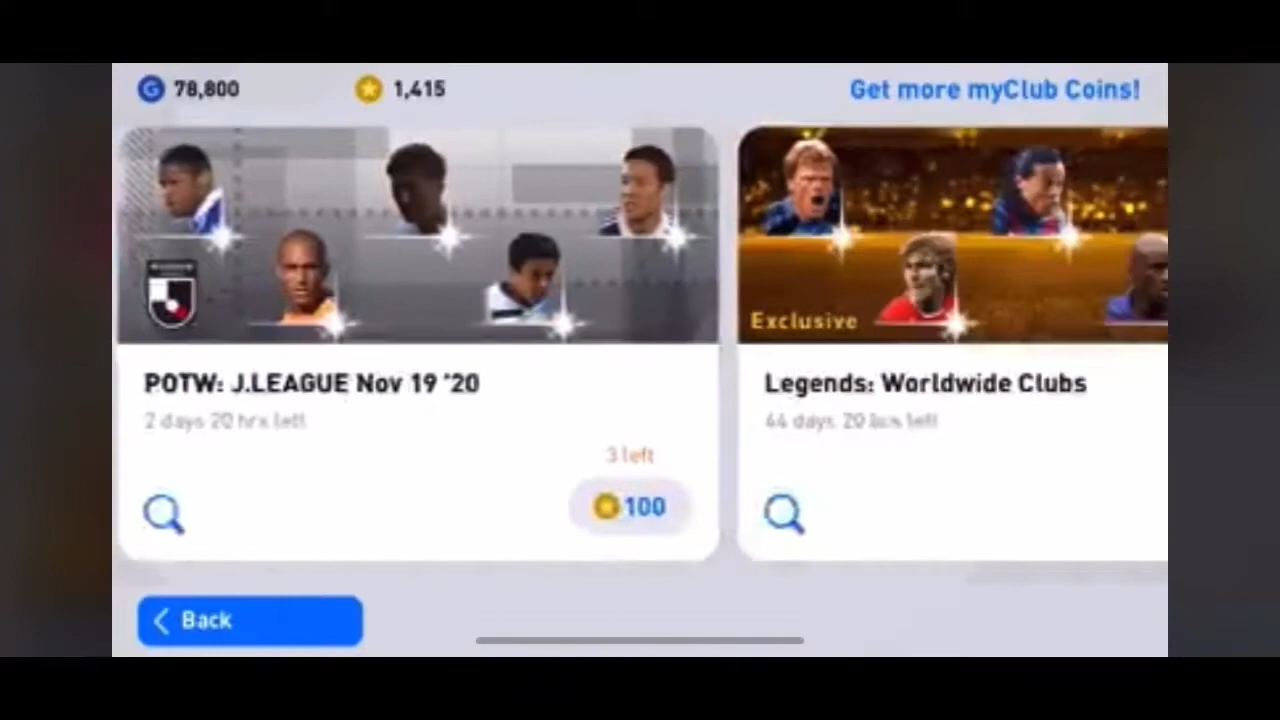 78,800
1,415
Get more myClub Coins!
Exclusive
POTW: J.LEAGUE Nov 19 '20
2 days 20 hrs left
3 left
100
Legends: Worldwide Clubs
44 days 20 hrs left
Back